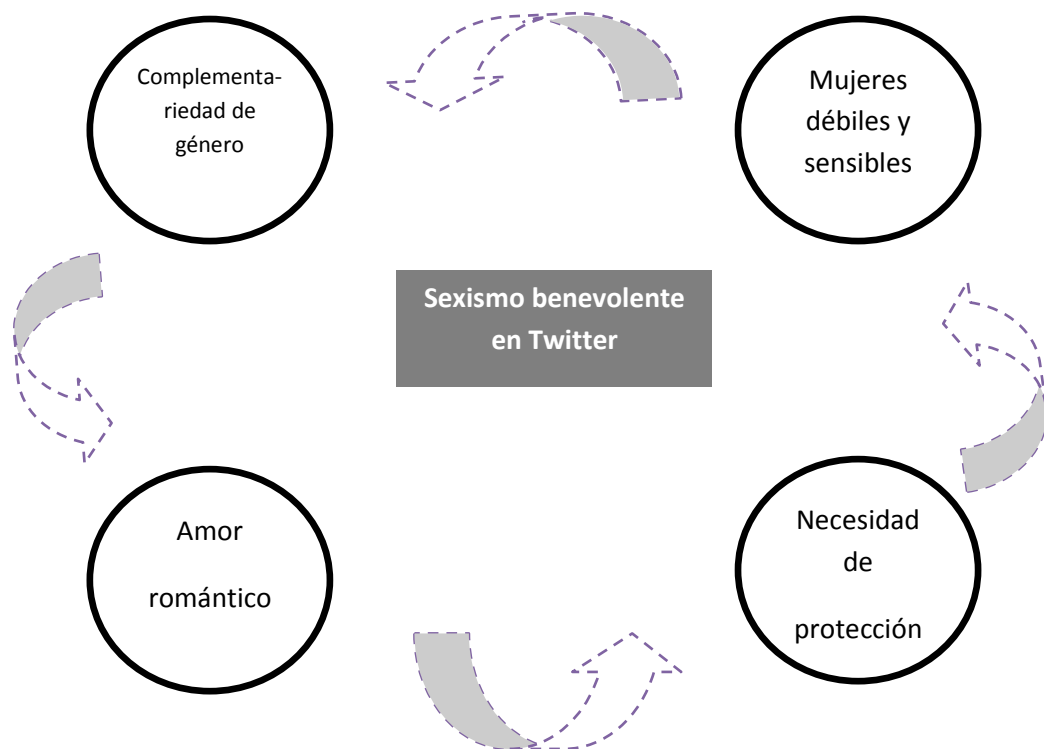 Complementa-
riedad de
género
Mujeres
débiles y
sensibles
Sexismo benevolente
en Twitter
Amor
romántico
Necesidad
de
protección